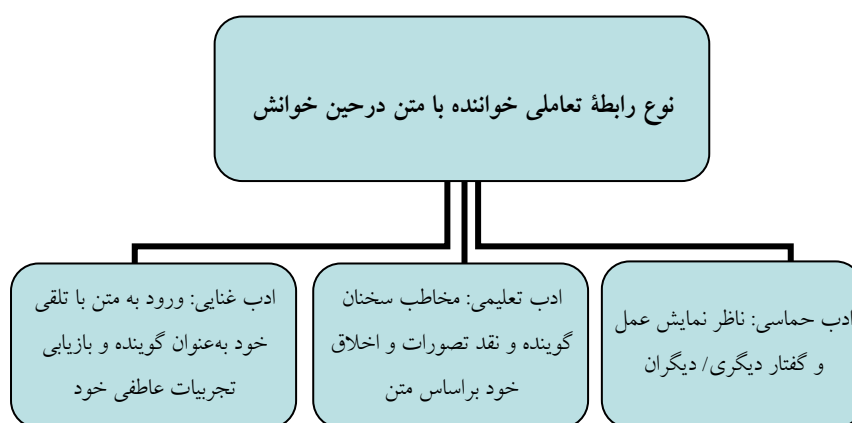 نوع رابطۀ تعاملی خواننده با متن درحین خوانش
ادب حماسی: ناظر نمایش عمل
و گفتار دیگری/ دیگران
ادب تعلیمی: مخاطب سخنان
گوینده و نقد تصورات و اخلاق
خود براساس متن
ادب غنایی: ورود به متن با تلقی
خود به‌عنوان گوینده و بازیابی
تجربیات عاطفی خود